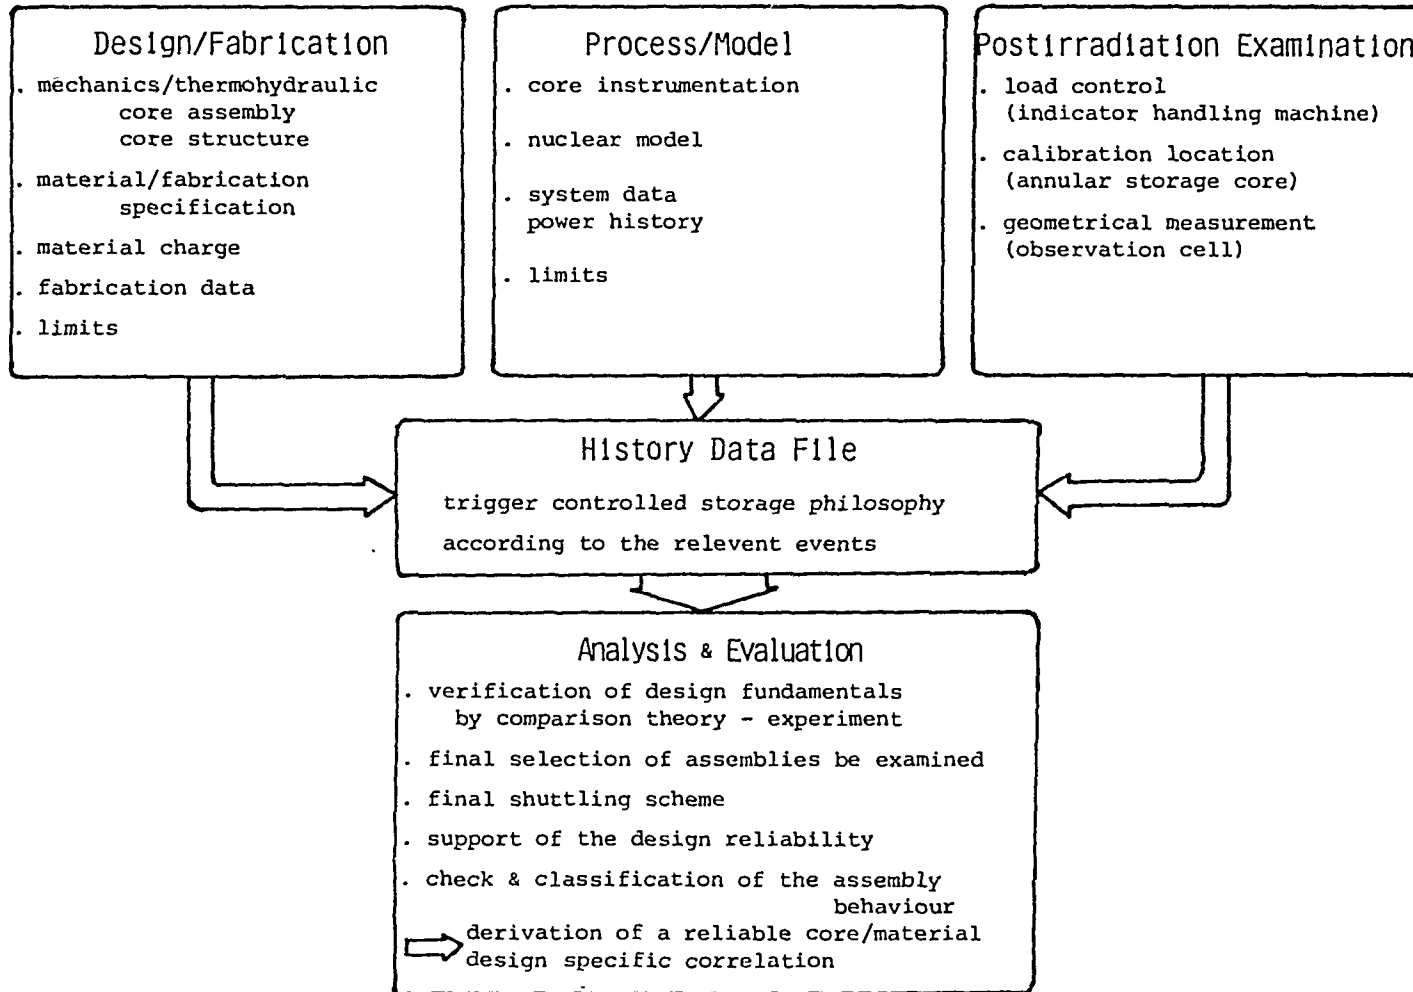 Design/Fabrication
. mechanics/thermohydraulic
core assembly
core structure
. material/fabrication
specification
. material charge
. fabrication data
. limits
Process/Model
. core instrumentation
. nuclear model
. system data
power history
. limits
Postirradiation Examination
. load control
(indicator handling machine)
. calibration location
(annular storage core)
. geometrical measurement
(observation cell)
History Data File
trigger controlled storage philosophy
according to the relevent events
Analysis & Evaluation
. verification of design fundamentals
by comparison theory - experiment
. final selection of assemblies be examined
. final shuttling scheme
. support of the design reliability
. check & classification of the assembly
behaviour
derivation of a reliable core/material
design specific correlation